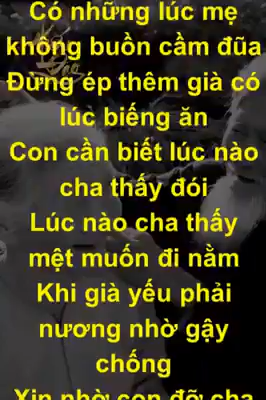 Có những lúc mẹ
không buồn cầm đũa
Đừng ép thêm già có
lúc biếng ăn
Con cần biết lúc nào
cha thấy đói
Lúc nào cha thấy
mệt muốn đi nằm
Khi già yếu phải
nương nhờ gậy
chống
Xin nhờ con đỡ cha